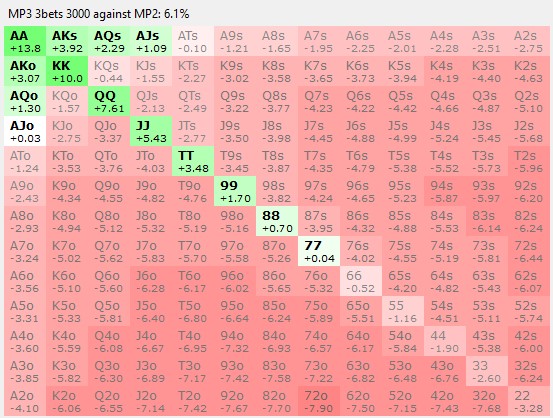 MP3 3bets 3000 against MP2: 6.1%
AA AKs AQs AJs ATs A9s A8s A7s A6s A5s A4s A3s A2s
+13.8 +3.92 +2.29 +1.09 -0.10 -1.21 -1.65 -1.95 -2.25 -2.01 -2.28 -2.51 -2.75
AKo KK KQs KJs KTs K9s K8s K7s K6s K5s K4s K3s K2s
+3.07 +10.0 -0.44 -1.55 -2.27 -3.02 -3.58 -3.65 -3.73 -3.94 -4.19 -4.40 -4.63
AQo KQo QQ QJs QTs Q9s Q8s Q7s Q6s Q5s Q4s Q3s Q2s
+1.30 -1.57 +7.61 -2.13 -2.49 -3.22 -3.77 -4.23 -4.22 -4.42 -4.66 -4.87 -5.10
AJo KJo QJo JJ JTs J9s J8s J7s J6s J5s J4s J3s J2s
+0.03 -2.75 -3.37 +5.43 -2.77 -3.50 -3.98 -4.45 -4.84 -4.99 -5.24 -5.45 -5.68
ATo KTo QTo JTo TT T9s T8s T7s T6s T5s T4s T3s T2s
-1.24 -3.53 -3.76 -4.03 +3.48 -3.45 -3.87 -4.35 -4.79 -5.38 -5.52 -5.73 -5.96
A9o K9o Q9o J9o T9o 99 98s 97s 96s 95s 94s 93s 92s
-2.43 -4.34 -4.55 -4.82 -4.76 +1.70 -3.82 -4.24 -4.65 -5.23 -5.87 -5.97 -6.20
A8o K8o Q8o J8o T8o 98o 88 87s 86s 85s 84s 83s 82s
-2.93 -4.94 -5.12 -5.32 -5.19 -5.16 +0.70 -3.95 -4.32 -4.88 -5.53 -6.14 -6.24
A7o K7o Q7o J7o T7o 97o 87o 77 76s 75s 74s 73s 72s
-3.24 -5.02 -5.62 -5.83 -5.70 -5.58 -5.26 +0.04 -4.02 -4.55 -5.19 -5.81 -6.44
A6o K6o Q6o J6o T6o 96o 86o 76o 66 65s 64s 63s 62s
-3.56 -5.10 -5.60 -6.28 -6.17 -6.02 -5.65 -5.32 -0.52 -4.20 -4.82 -5.43 -6.07
A5o K5o Q5o J5o T5o 95o 85o 75o 65o 55 54s 53s 52s
-3.31 -5.33 -5.81 -6.40 -6.80 -6.64 -6.24 -5.89 -5.51 -1.16 -4.51 -5.11 -5.74
A4o K4o Q4o J4o T4o 94o 84o 74o 64o 54o 44 43s 42s
-3.60 -5.59 -6.08 -6.67 -6.95 -7.32 -6.93 -6.57 -6.17 -5.84 -1.90 -5.38 -6.00
A3o K3o Q3o J3o T3o 93o 83o 73o 63o 53o 43o 33 32s
-3.85 -5.82 -6.30 -6.89 -7.17 -7.42 -7.58 -7.22 -6.82 -6.48 -6.76 -2.60 -6.24
A2o K2o Q2o J2o T2o 92o 82o 72o 62o 52o 42o 32o 22
-4.10 -6.06 -6.55 -7.14 -7.42 -7.67 -7.70 -7.90 -7.50 -7.15 -7.42 -7.68 -3.28